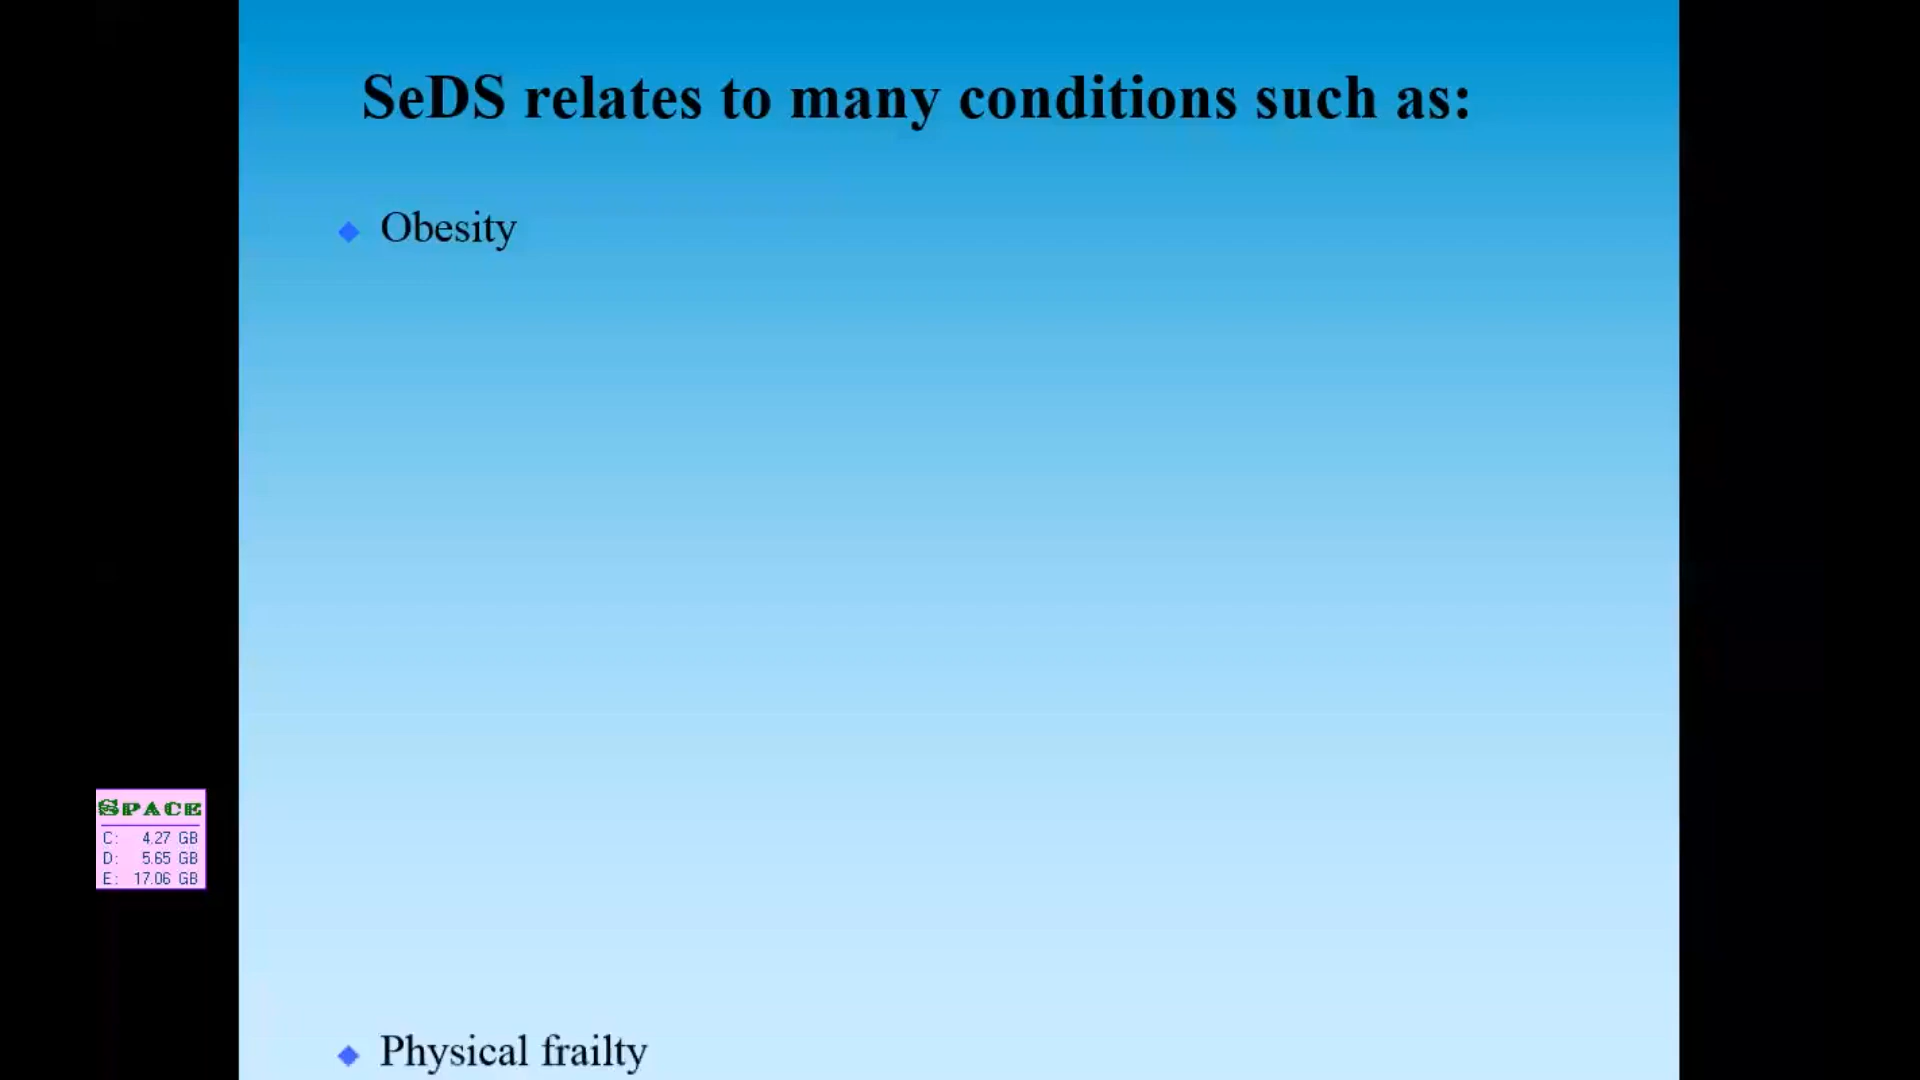 SeDS relates to many conditions such as:
Obesity
SPACE
C: 4.27 GB
D: 5.65 GB
E: 17.06 GB
Physical frailty